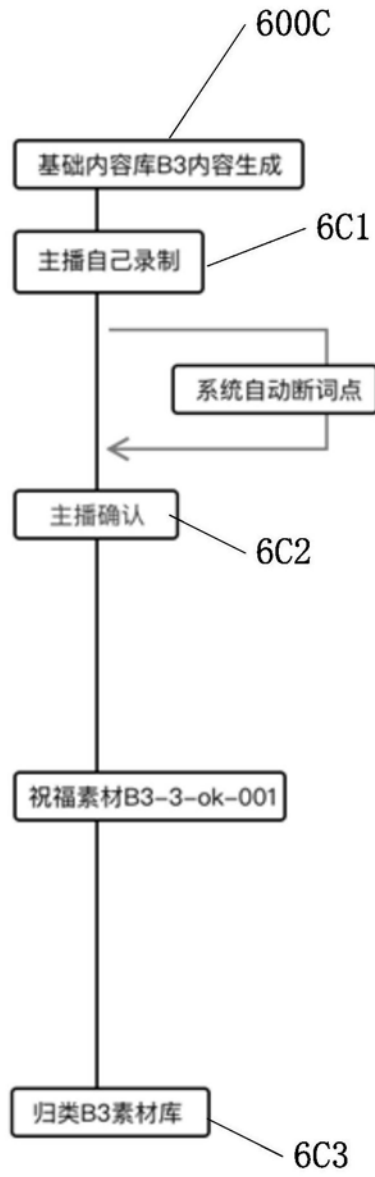 600C
基础内容库B3内容生成
6C1
主播自己录制
系统自动断词点
主播确认
6C2
祝福素材B3-3-ok-001
归类B3素材库
6C3